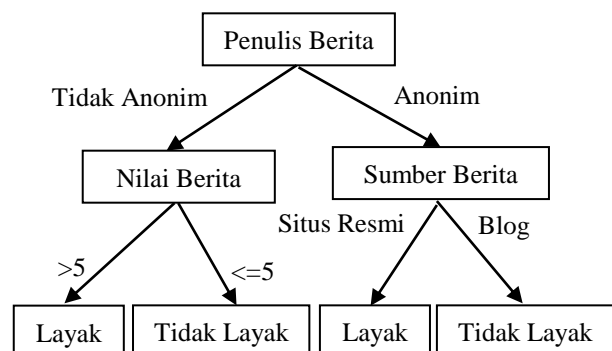 Penulis Berita
Tidak Anonim
Anonim
Nilai Berita
Sumber Berita
Situs Resmi
Blog
>5
<=5
Layak
Tidak Layak
Layak
Tidak Layak